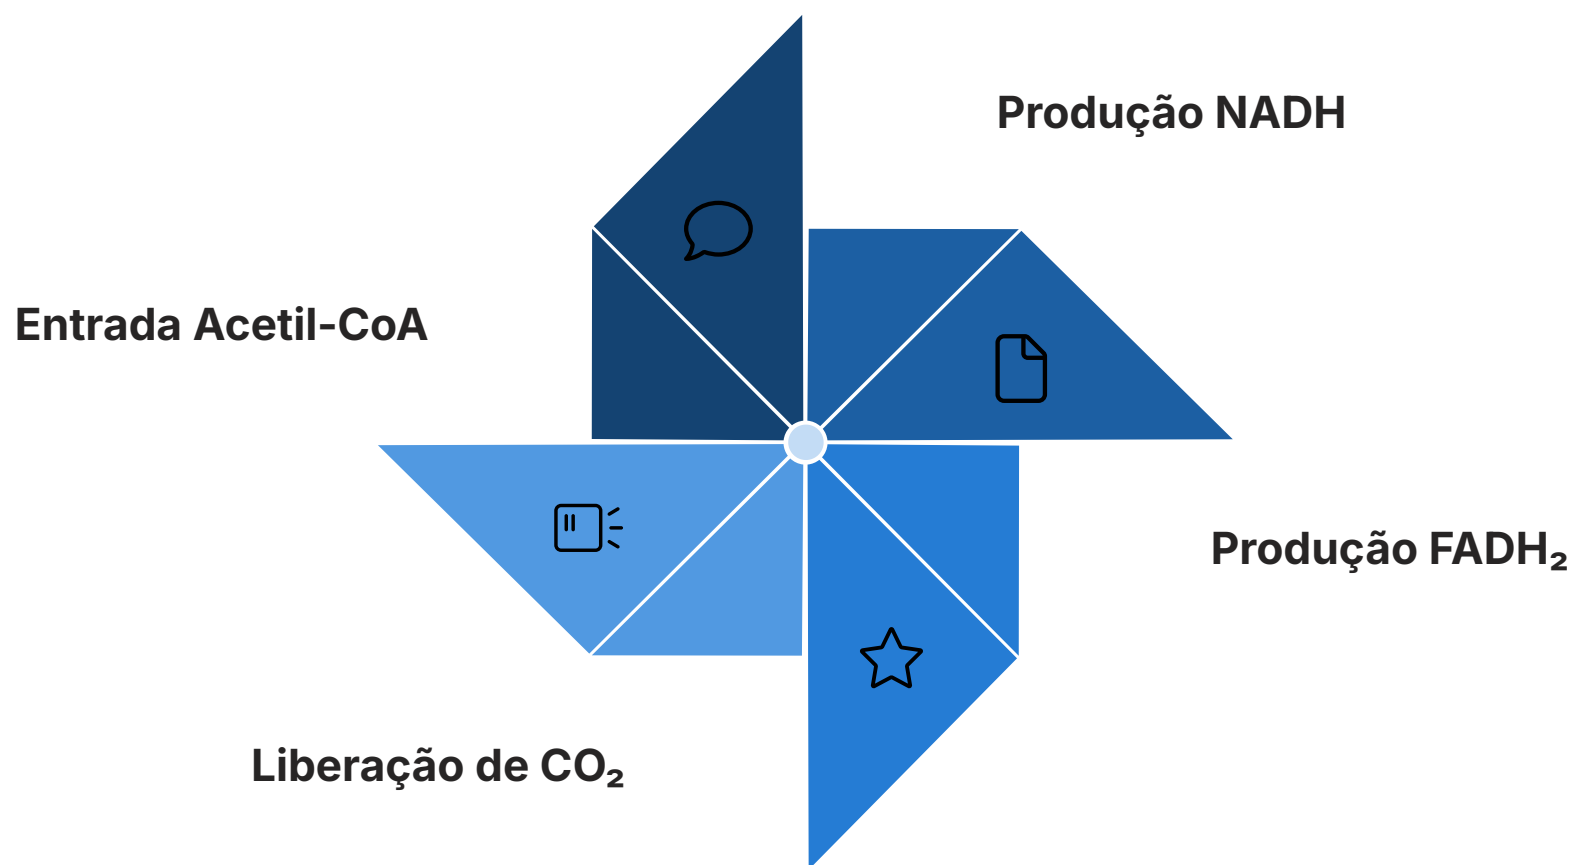 Produção NADH
Entrada Acetil-CoA
Produção FADH₂
Liberação de CO₂